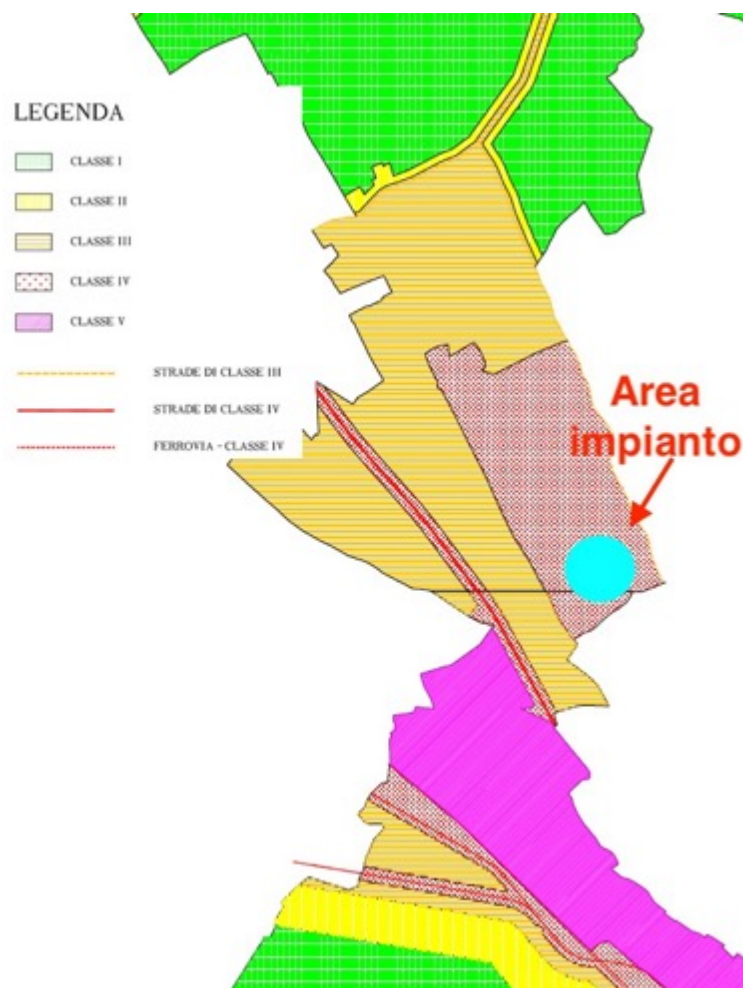 LEGENDA
CLASSE I
CLASSE II
CLASSE III
CLASSE IV
CLASSE V
STRADE DI CLASSE III
STRADE DI CLASSE IV
FERROVIA - CLASSE IV
Area
impianto